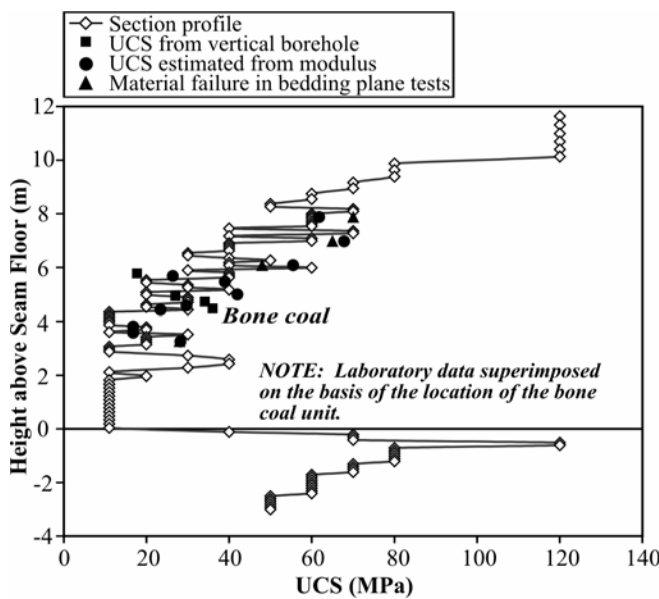 Section profile
UCS from vertical borehole
UCS estimated from modulus
Material failure in bedding plane tests
12
10
8
6
4
2
0
-2
-4
Height above Seam Floor (m)
Bone coal
NOTE: Laboratory data superimposed
on the basis of the location of the bone
coal unit.
0 20 40 60 80 100 120 140
UCS (MPa)